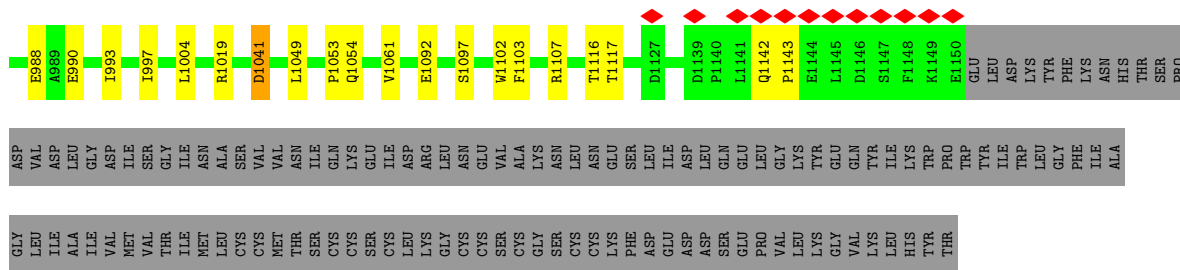 E988 A989 E990 I993 I997 L1004 R1019 D1041 L1049 P1053 Q1054 V1061 E1092 S1097 W1102 F1103 R1107 T1116 T1117 D1127 D1139 P1140 L1141 Q1142 P1143 E1144 L1145 D1146 S1147 F1148 K1149 E1150 GLU LEU ASP LYS TYR PHE LYS ASN HIS THR SER PRO
ASP VAL ASP LEU GLY ASP ILE SER GLY ILE ASN ALA SER VAL VAL ASN ILE GLN LYS GLU ILE ASP ARG LEU ASN GLU VAL ALA LYS ASN LEU ASN GLU SER LEU ILE ASP LEU GLN GLU LEU GLY LYS TYR GLU GLN TYR ILE LYS TRP PRO TRP TYR ILE TRP LEU GLY PHE ILE ALA
GLY LEU ILE ALA ILE VAL MET VAL THR ILE MET LEU CYS CYS MET THR SER CYS CYS SER CYS LEU LYS GLY CYS CYS SER CYS GLY SER CYS CYS LYS PHE ASP GLU ASP ASP SER GLU PRO VAL LEU LYS GLY VAL LYS LEU HIS TYR THR